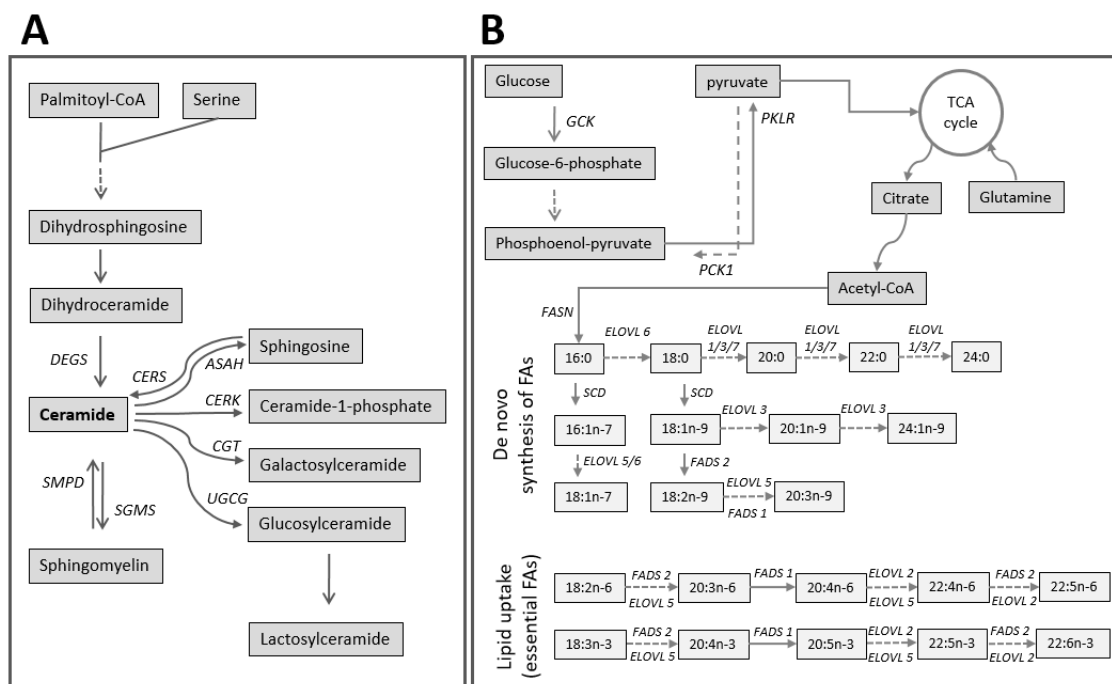 A
Palmitoyl-CoA
Serine
Dihydrosphingosine
Dihydroceramide
DEGS
CERS
ASAH
Sphingosine
Ceramide
CERK
Ceramide-1-phosphate
CGT
Galactosylceramide
SMPD
SGMS
UGCG
Glucosylceramide
Sphingomyelin
Lactosylceramide
B
Glucose
pyruvate
TCA
cycle
GCK
PKLR
Glucose-6-phosphate
Citrate
Glutamine
Phosphoenol-pyruvate
PCK1
Acetyl-CoA
FASN
De novo
synthesis of FAs
ELOVL 6
ELOVL
1/3/7
ELOVL
1/3/7
ELOVL
1/3/7
16:0
18:0
20:0
22:0
24:0
SCD
SCD
ELOVL 3
ELOVL 3
16:1n-7
18:1n-9
20:1n-9
24:1n-9
ELOVL 5/6
FADS 2
ELOVL 5
FADS 1
18:1n-7
18:2n-9
20:3n-9
Lipid uptake
(essential FAs)
FADS 2
FADS 1
ELOVL 2
FADS 2
18:2n-6
20:3n-6
20:4n-6
22:4n-6
22:5n-6
ELOVL 5
ELOVL 5
ELOVL 2
FADS 2
FADS 1
ELOVL 2
FADS 2
18:3n-3
20:4n-3
20:5n-3
22:5n-3
22:6n-3
ELOVL 5
ELOVL 5
ELOVL 2